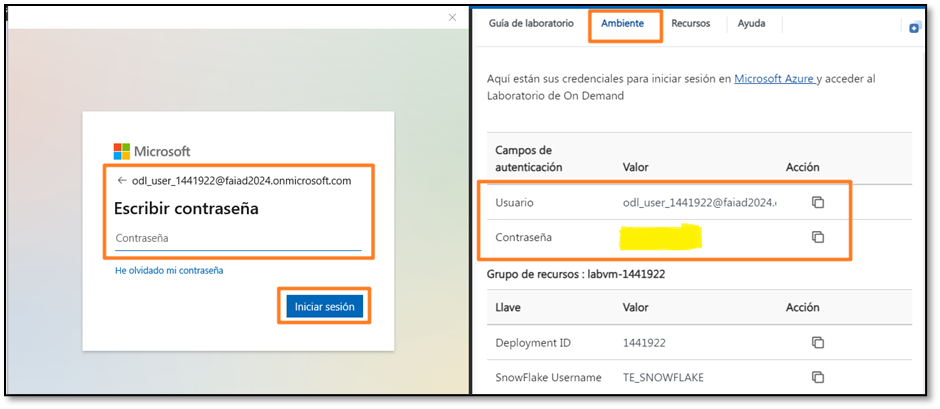 Microsoft
← odl_user_1441922@faiad2024.onmicrosoft.com
Escribir contraseña
Contraseña
He olvidado mi contraseña
Iniciar sesión
Guía de laboratorio Ambiente Recursos Ayuda
Aquí están sus credenciales para iniciar sesión en Microsoft Azure y acceder al
Laboratorio de On Demand
Campos de
autenticación Valor Acción
Usuario odl_user_1441922@faiad2024.
Contraseña
Grupo de recursos : labvm-1441922
Llave Valor Acción
Deployment ID 1441922
SnowFlake Username TE_SNOWFLAKE